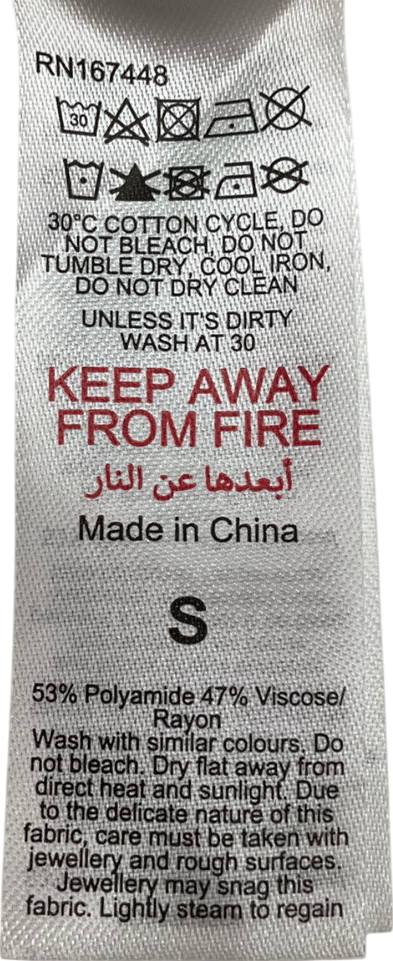 RN167448
30
30°C COTTON CYCLE, DO
NOT BLEACH, DO NOT
TUMBLE DRY, COOL IRON,
DO NOT DRY CLEAN
UNLESS IT'S DIRTY
WASH AT 30
KEEP AWAY
FROM FIRE
أبعدها عن النار
Made in China
S
53% Polyamide 47% Viscose/
Rayon
Wash with similar colours. Do
not bleach. Dry flat away from
direct heat and sunlight. Due
to the delicate nature of this
fabric, care must be taken with
jewellery and rough surfaces.
Jewellery may snag this
fabric. Lightly steam to regain